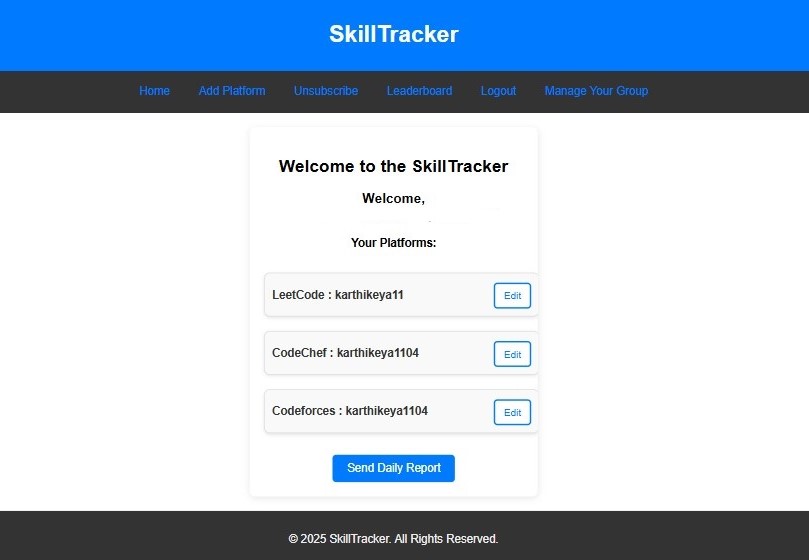 SkillTracker
Home Add Platform Unsubscribe Leaderboard Logout Manage Your Group
Welcome to the SkillTracker
Welcome,
Your Platforms:
LeetCode : karthikeya11 Edit
CodeChef : karthikeya1104 Edit
Codeforces : karthikeya1104 Edit
Send Daily Report
© 2025 SkillTracker. All Rights Reserved.